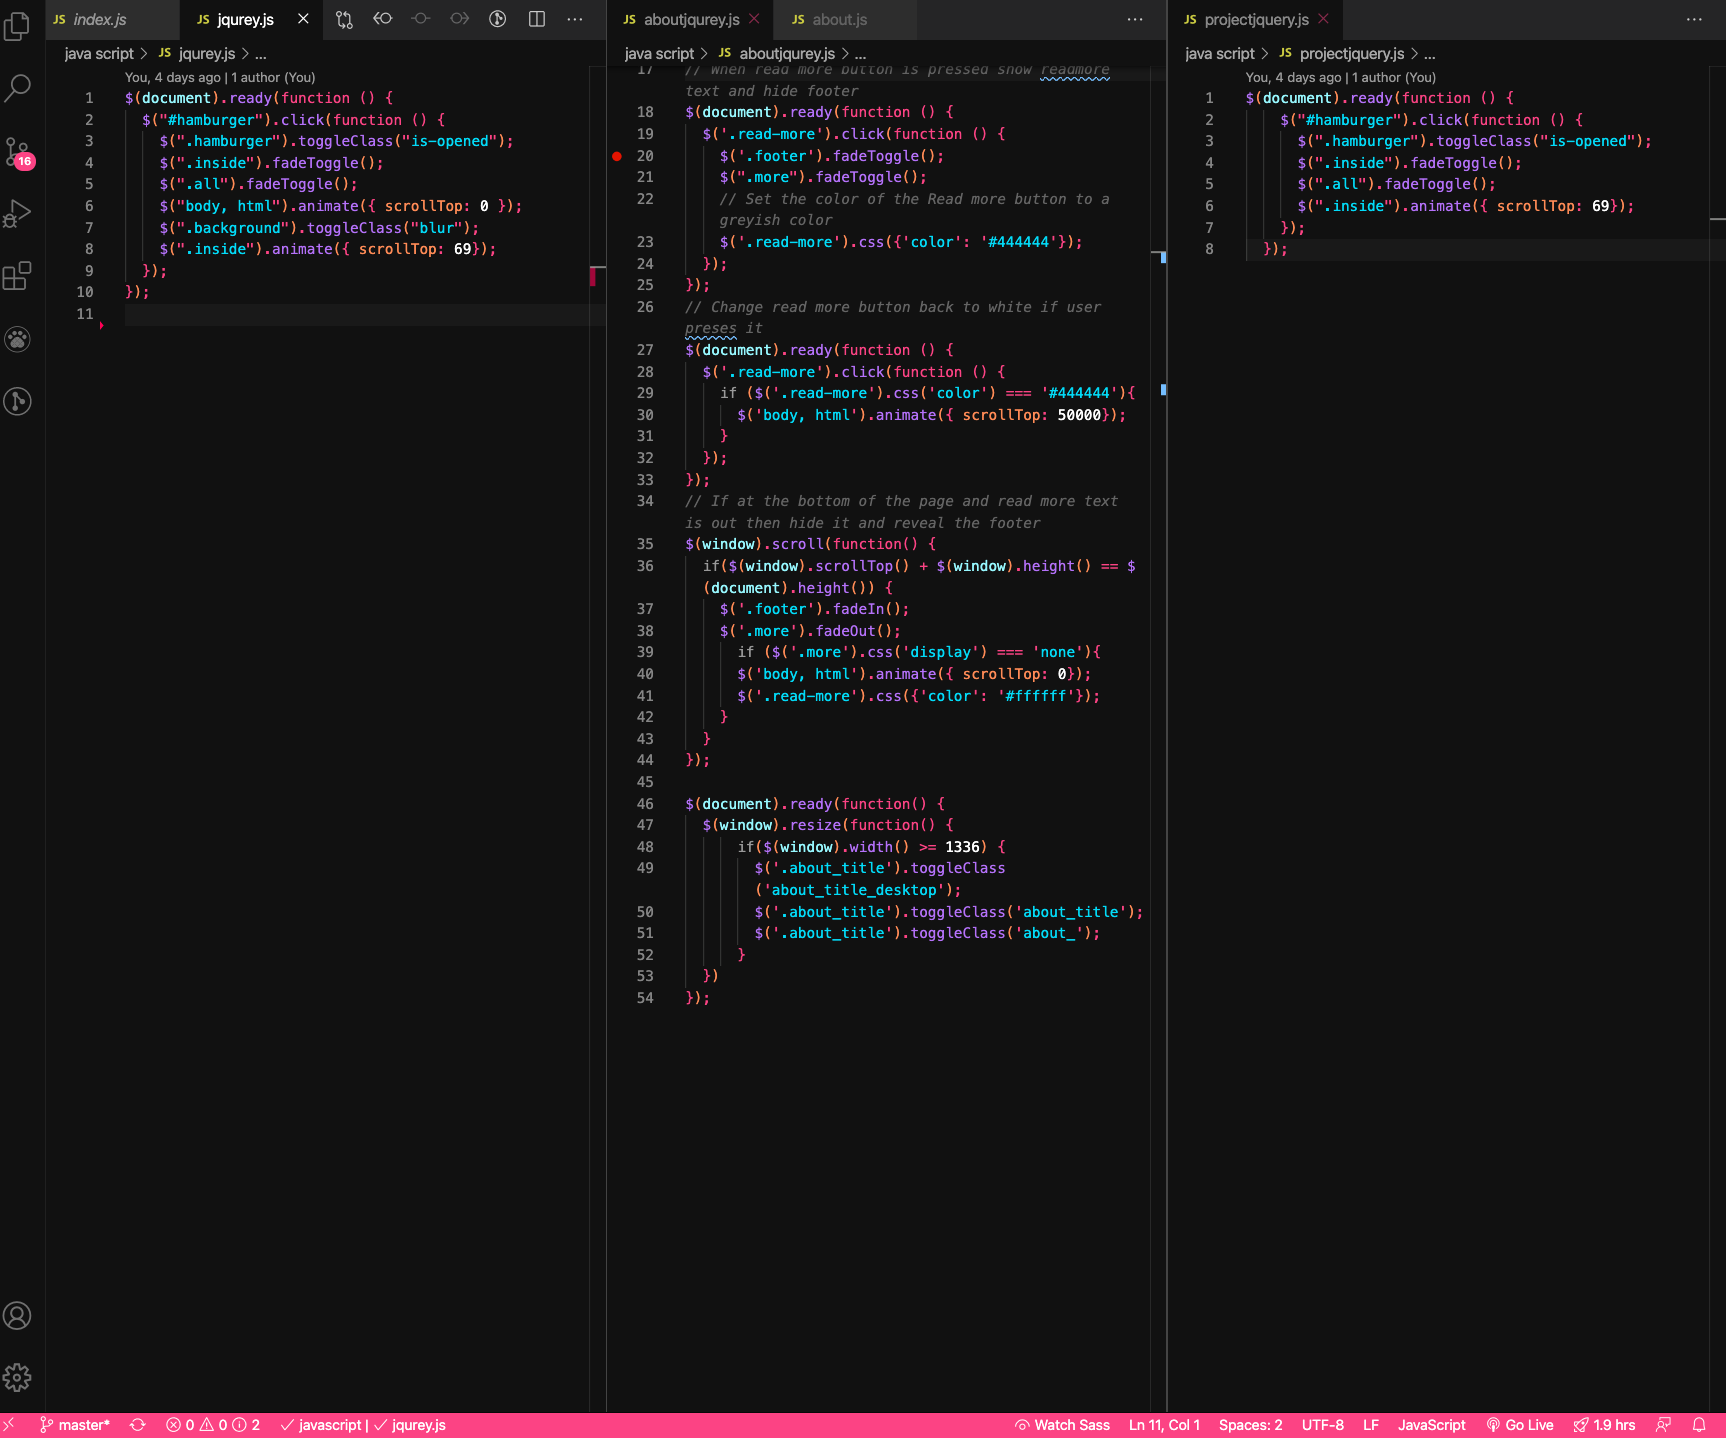 JS index.js
JS jqurey.js
JS aboutjqurey.js
JS about.js
JS projectjquery.js
java script > JS jqurey.js > ...
You, 4 days ago | 1 author (You)
1 $(document).ready(function () {
2 $("#hamburger").click(function () {
3 $(".hamburger").toggleClass("is-opened");
4 $(".inside").fadeToggle();
5 $(".all").fadeToggle();
6 $("body, html").animate({ scrollTop: 0 });
7 $(".background").toggleClass("blur");
8 $(".inside").animate({ scrollTop: 69});
9 });
10 });
11
java script > JS aboutjqurey.js > ...
17 // When read more button is pressed show readmore
text and hide footer
18 $(document).ready(function () {
19 $('.read-more').click(function () {
20 $('.footer').fadeToggle();
21 $(".more").fadeToggle();
22 // Set the color of the Read more button to a
greyish color
23 $('.read-more').css({'color': '#444444'});
24 });
25 });
26 // Change read more button back to white if user
preses it
27 $(document).ready(function () {
28 $('.read-more').click(function () {
29 if ($('.read-more').css('color') === '#444444'){
30 $('body, html').animate({ scrollTop: 50000});
31 }
32 });
33 });
34 // If at the bottom of the page and read more text
is out then hide it and reveal the footer
35 $(window).scroll(function() {
36 if($(window).scrollTop() + $(window).height() == $
(document).height()) {
37 $('.footer').fadeIn();
38 $('.more').fadeOut();
39 if ($('.more').css('display') === 'none'){
40 $('body, html').animate({ scrollTop: 0});
41 $('.read-more').css({'color': '#ffffff'});
42 }
43 }
44 });
45
46 $(document).ready(function() {
47 $(window).resize(function() {
48 if($(window).width() >= 1336) {
49 $('.about_title').toggleClass
('about_title_desktop');
50 $('.about_title').toggleClass('about_title');
51 $('.about_title').toggleClass('about_');
52 }
53 })
54 });
java script > JS projectjquery.js > ...
You, 4 days ago | 1 author (You)
1 $(document).ready(function () {
2 $("#hamburger").click(function () {
3 $(".hamburger").toggleClass("is-opened");
4 $(".inside").fadeToggle();
5 $(".all").fadeToggle();
6 $(".inside").animate({ scrollTop: 69});
7 });
8 });
16
master* 0 0 2 javascript | jqurey.js
Watch Sass Ln 11, Col 1 Spaces: 2 UTF-8 LF JavaScript Go Live 1.9 hrs